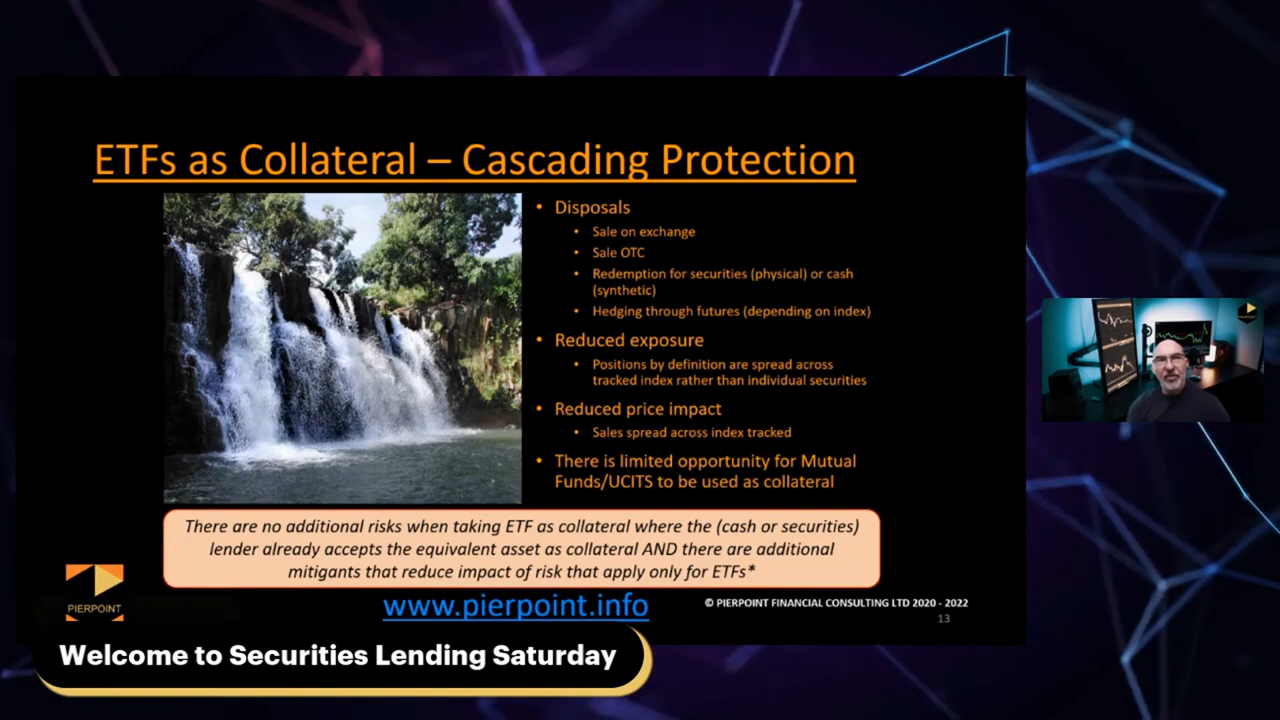 ETFs as Collateral – Cascading Protection
• Disposals
• Sale on exchange
• Sale OTC
• Redemption for securities (physical) or cash
(synthetic)
• Hedging through futures (depending on index)
• Reduced exposure
• Positions by definition are spread across
tracked index rather than individual securities
• Reduced price impact
• Sales spread across index tracked
• There is limited opportunity for Mutual
Funds/UCITS to be used as collateral
There are no additional risks when taking ETF as collateral where the (cash or securities)
lender already accepts the equivalent asset as collateral AND there are additional
mitigants that reduce impact of risk that apply only for ETFs*
PIERPOINT
www.pierpoint.info
© PIERPOINT FINANCIAL CONSULTING LTD 2020 - 2022
13
Welcome to Securities Lending Saturday